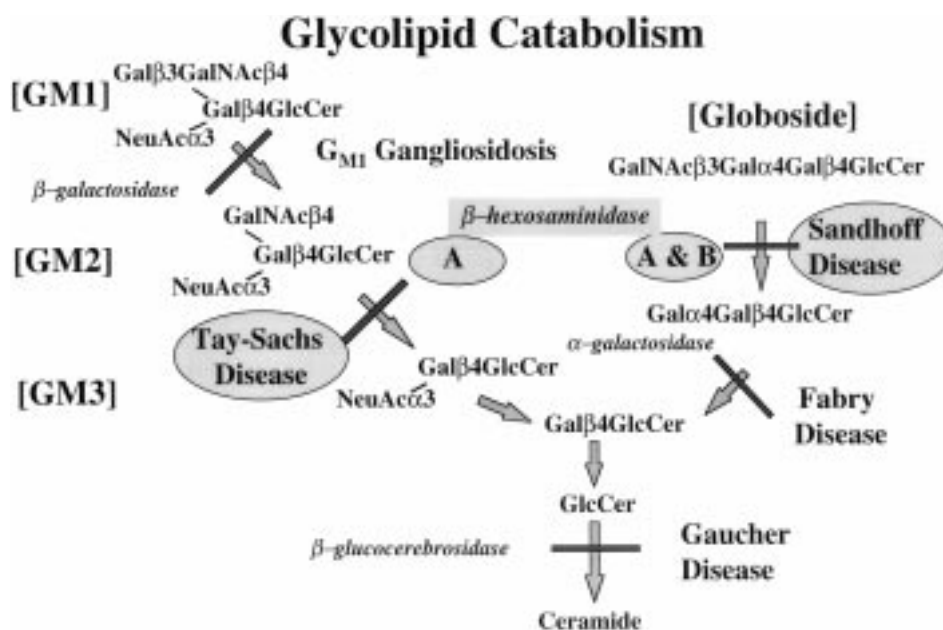 Glycolipid Catabolism
Galβ3GalNAcβ4
[GM1]
Galβ4GlcCer
NeuAcα3
[Globoside]
GM1 Gangliosidosis
GalNAcβ3Galα4Galβ4GlcCer
β–galactosidase
GalNAcβ4
β–hexosaminidase
[GM2]
Galβ4GlcCer
A
A & B
Sandhoff
Disease
NeuAcα3
Galα4Galβ4GlcCer
Tay-Sachs
Disease
α-galactosidase
[GM3]
Galβ4GlcCer
NeuAcα3
Fabry
Disease
Galβ4GlcCer
GlcCer
β–glucocerebrosidase
Gaucher
Disease
Ceramide